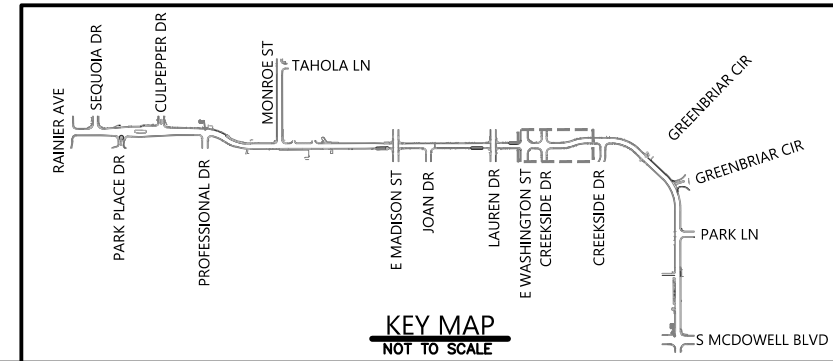 RAINIER AVE
SEQUOIA DR
CULPEPPER DR
MONROE ST
TAHOLA LN
GREENBRIAR CIR
GREENBRIAR CIR
PARK PLACE DR
PROFESSIONAL DR
E MADISON ST
JOAN DR
LAUREN DR
E WASHINGTON ST
CREEKSIDE DR
CREEKSIDE DR
PARK LN
S MCDOWELL BLVD
KEY MAP
NOT TO SCALE